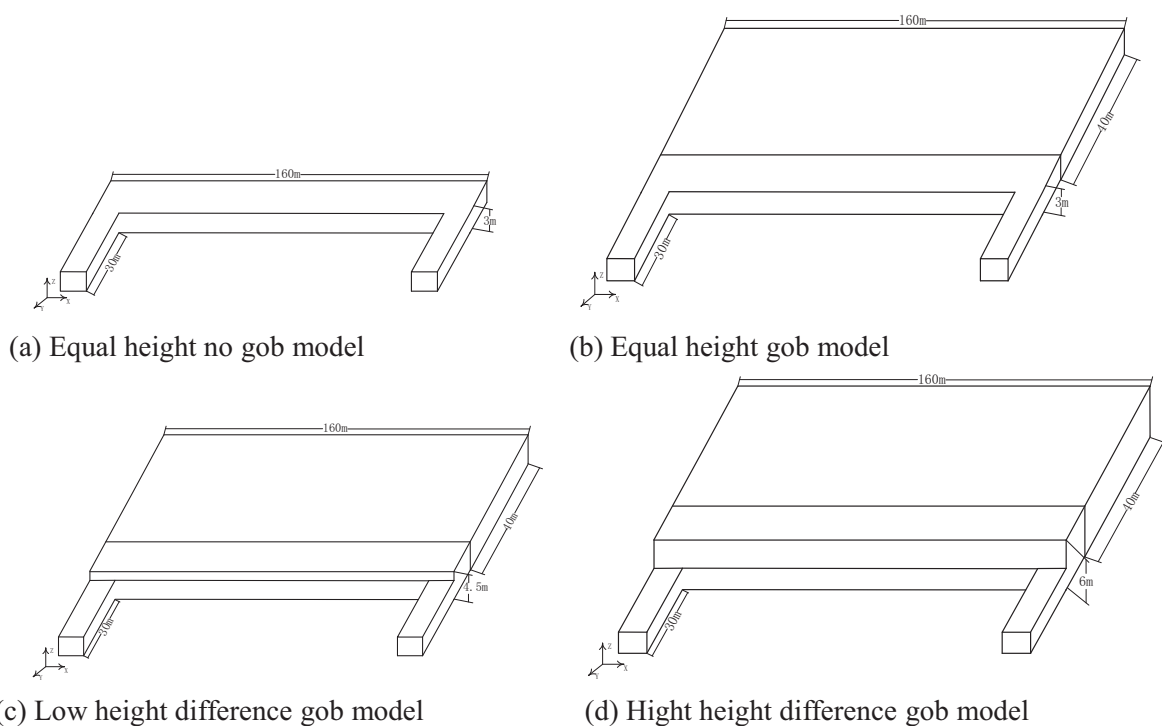 160m
3m
30m
Z
X
Y
(a) Equal height no gob model
160m
40m
3m
30m
Z
X
Y
(b) Equal height gob model
160m
40m
4.5m
30m
Z
X
Y
(c) Low height difference gob model
160m
40m
6m
30m
Z
X
Y
(d) Hight height difference gob model